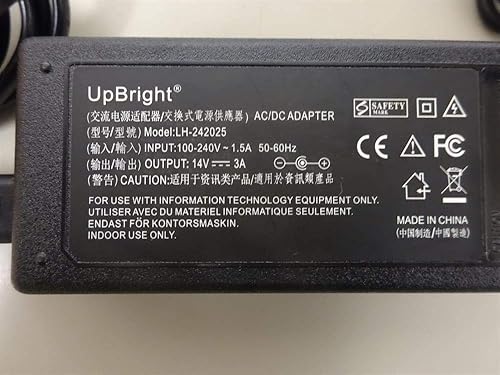 UpBright®
(交流电源适配器/交換式電源供應器) AC/DC ADAPTER
(型号/型號) Model:LH-242025
(输入/輸入) INPUT:100-240V ~ 1.5A 50-60Hz
(输出/輸出) OUTPUT: 14V ⎓ 3A
(警告) CAUTION:适用于资讯类产品/適用於資訊類產品
FOR USE WITH INFORMATION TECHNOLOGY EQUIPMENT ONLY.
UTILISER AVEC DU MATERIEL INFORMATIQUE SEULEMENT.
ENDAST FÖR KONTORSMASKIN.
INDOOR USE ONLY.
S SAFETY
MARK
CE FC
MADE IN CHINA
(中国制造/中國製造)